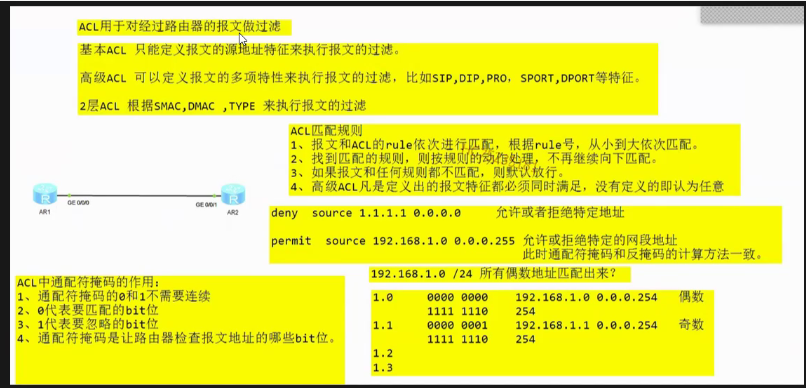 ACL用于对经过路由器的报文做过滤
基本ACL 只能定义报文的源地址特征来执行报文的过滤。
高级ACL 可以定义报文的多项特性来执行报文的过滤, 比如SIP,DIP,PRO, SPORT,DPORT等特征。
2层ACL 根据SMAC,DMAC ,TYPE 来执行报文的过滤
ACL匹配规则
1、报文和ACL的rule依次进行匹配, 根据rule号, 从小到大依次匹配。
2、找到匹配的规则, 则按规则的动作处理, 不再继续向下匹配。
3、如果报文和任何规则都不匹配, 则默认放行。
4、高级ACL凡是定义出的报文特征都必须同时满足, 没有定义的即认为任意
R
AR1
GE 0/0/0
GE 0/0/1
R
AR2
deny source 1.1.1.1 0.0.0.0 允许或者拒绝特定地址
permit source 192.168.1.0 0.0.0.255 允许或拒绝特定的网段地址
此时通配符掩码和反掩码的计算方法一致。
192.168.1.0 /24 所有偶数地址匹配出来?
ACL中通配符掩码的作用:
1、通配符掩码的0和1不需要连续
2、0代表要匹配的bit位
3、1代表要忽略的bit位
4、通配符掩码是让路由器检查报文地址的哪些bit位。
1.0 0000 0000 192.168.1.0 0.0.0.254 偶数
1111 1110 254
1.1 0000 0001 192.168.1.1 0.0.0.254 奇数
1111 1110 254
1.2
1.3